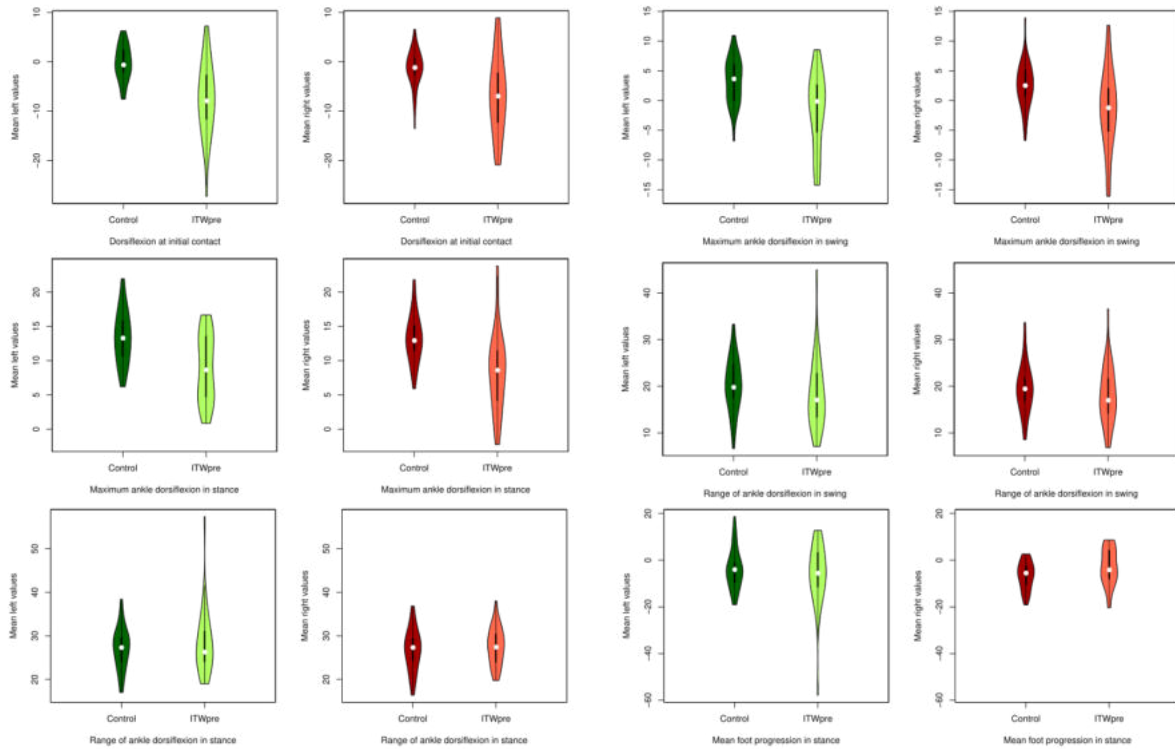 Mean left values
10
0
−10
−20
Control ITWpre
Dorsiflexion at initial contact
Mean right values
10
0
−10
−20
Control ITWpre
Dorsiflexion at initial contact
Mean left values
15
10
5
0
−5
−10
−15
Control ITWpre
Maximum ankle dorsiflexion in swing
Mean right values
15
10
5
0
−5
−10
−15
Control ITWpre
Maximum ankle dorsiflexion in swing
Mean left values
20
15
10
5
0
Control ITWpre
Maximum ankle dorsiflexion in stance
Mean right values
20
15
10
5
0
Control ITWpre
Maximum ankle dorsiflexion in stance
Mean left values
40
30
20
10
Control ITWpre
Range of ankle dorsiflexion in swing
Mean right values
40
30
20
10
Control ITWpre
Range of ankle dorsiflexion in swing
Mean left values
50
40
30
20
Control ITWpre
Range of ankle dorsiflexion in stance
Mean right values
50
40
30
20
Control ITWpre
Range of ankle dorsiflexion in stance
Mean left values
20
0
−20
−40
−60
Control ITWpre
Mean foot progression in stance
Mean right values
20
0
−20
−40
−60
Control ITWpre
Mean foot progression in stance